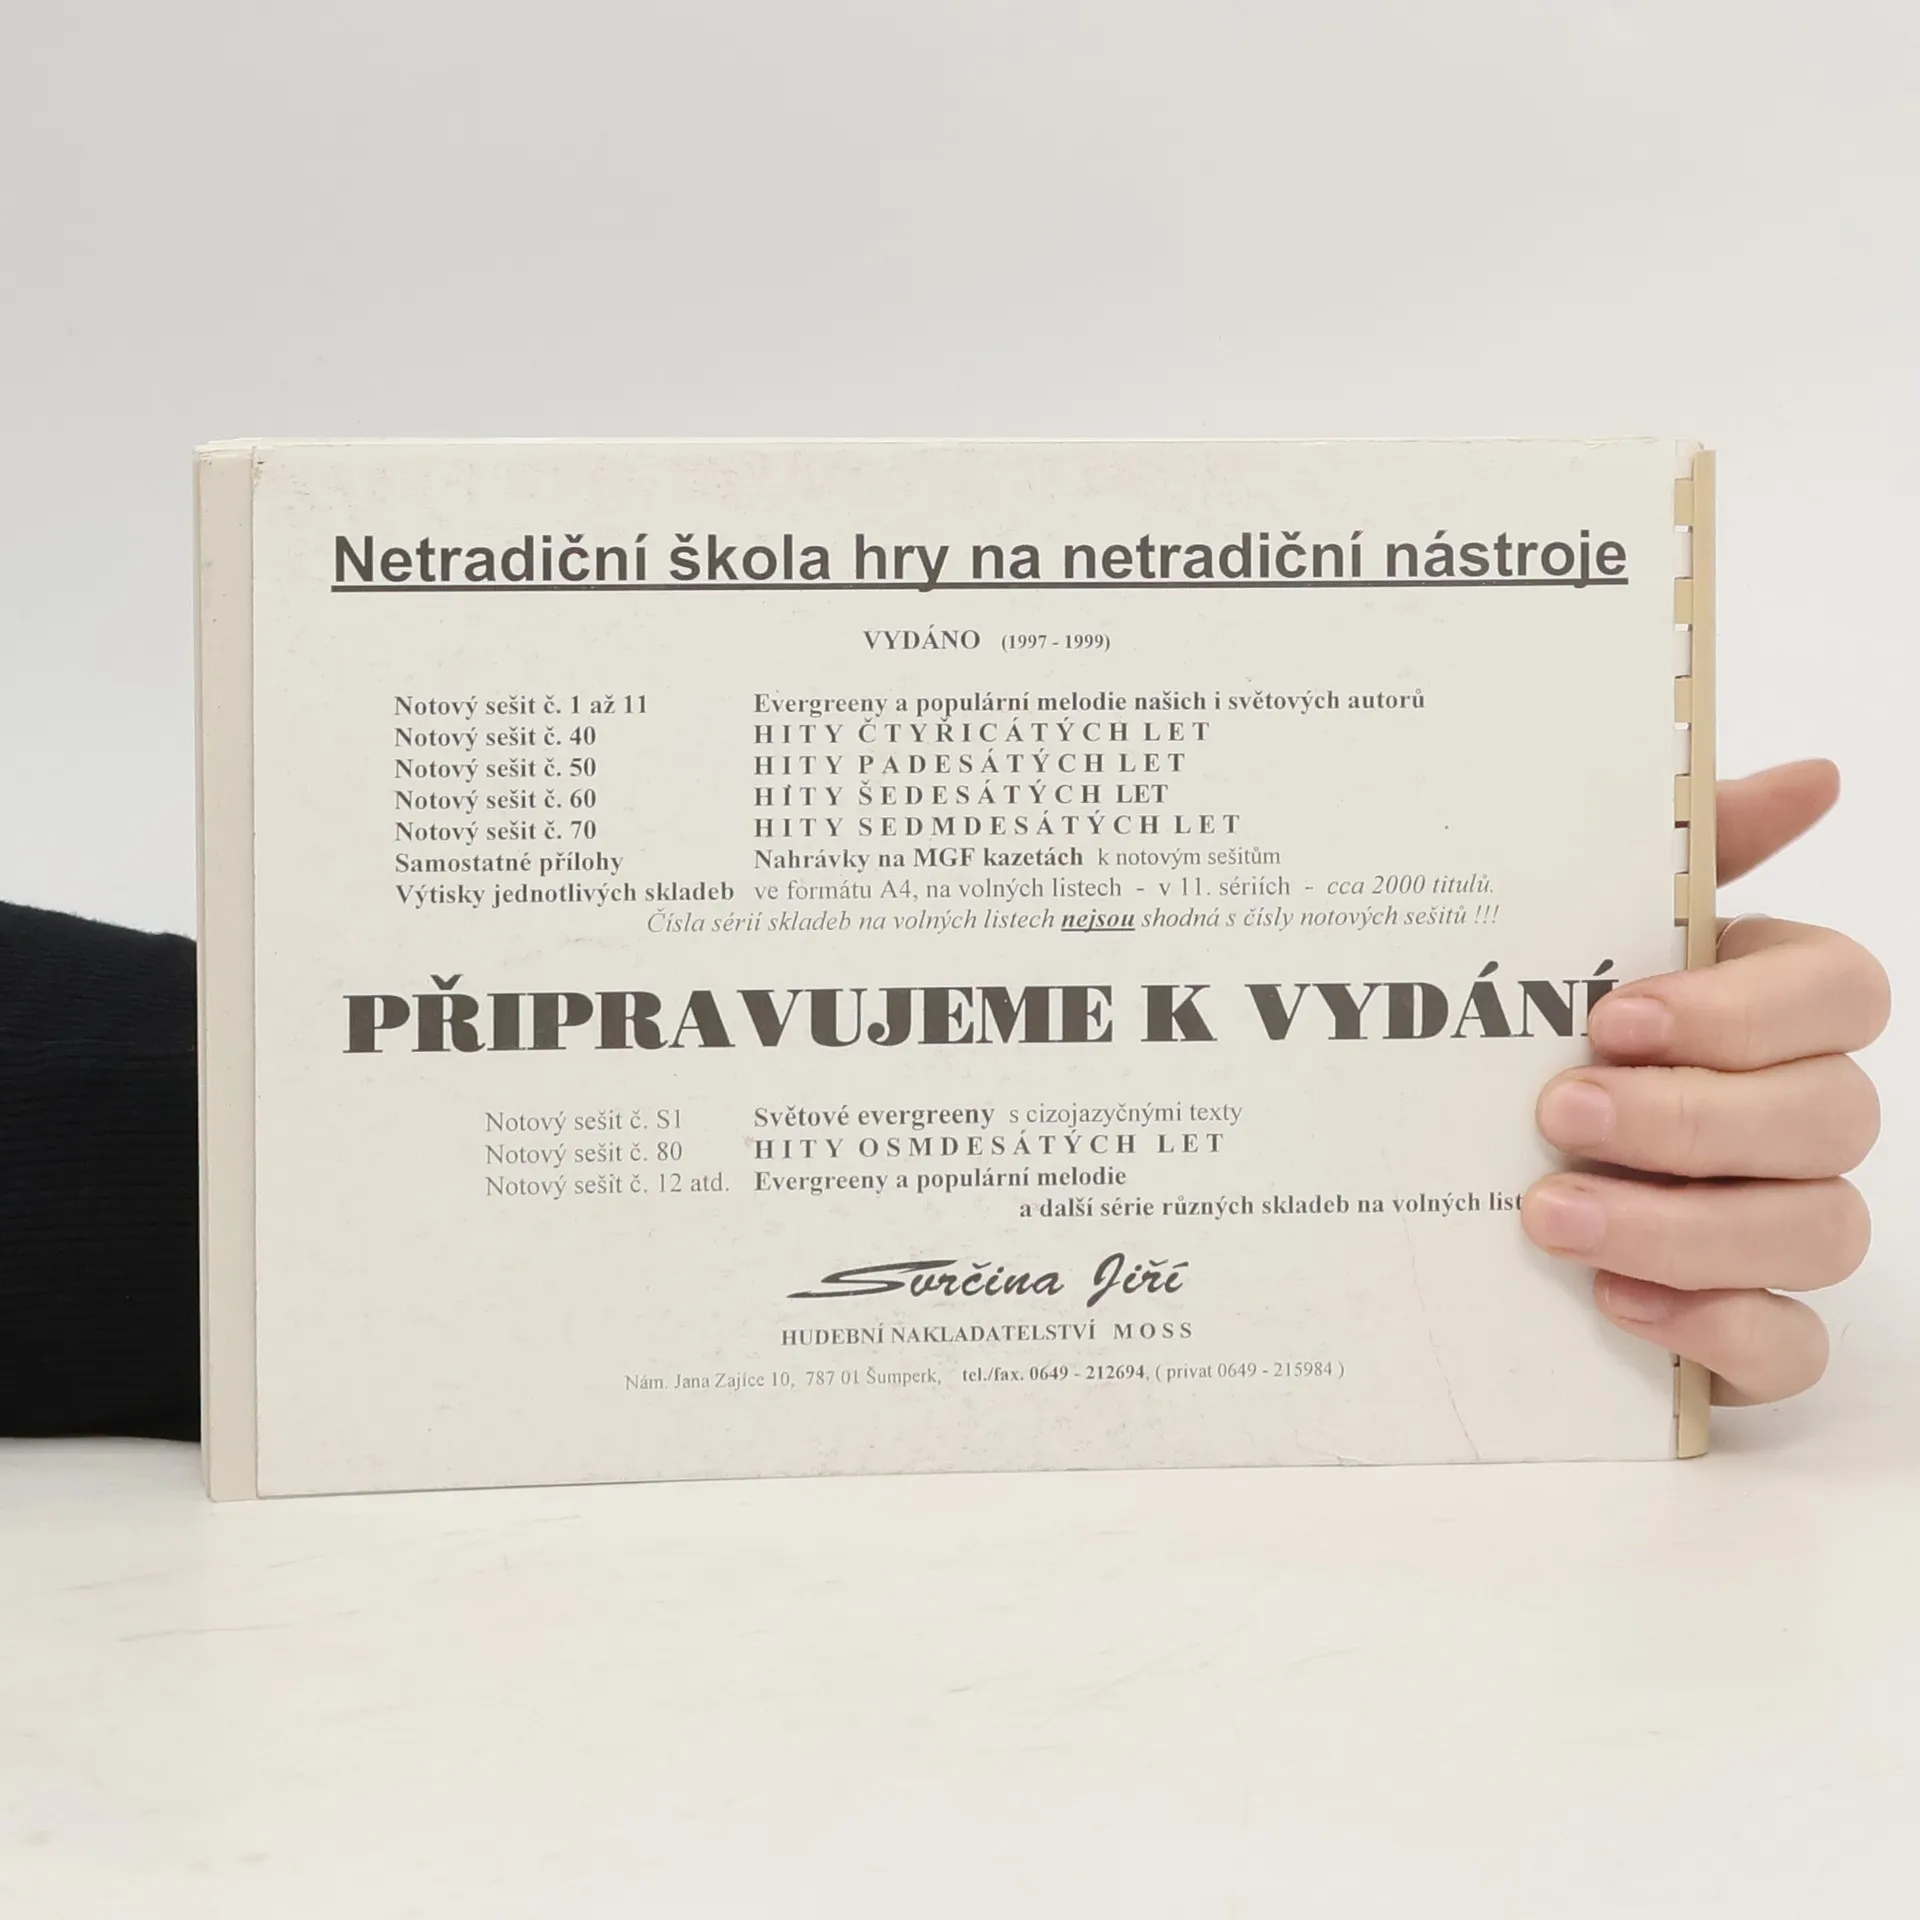 Netradiční škola hry na netradiční nástroje
VYDÁNO (1997 - 1999)
Notový sešit č. 1 až 11 Evergreeny a populární melodie našich i světových autorů
Notový sešit č. 40 HITY ČTYŘICÁTÝCH LET
Notový sešit č. 50 HITY PADESÁTÝCH LET
Notový sešit č. 60 HITY ŠEDESÁTÝCH LET
Notový sešit č. 70 HITY SEDMDESÁTÝCH LET
Samostatné přílohy Nahrávky na MGF kazetách k notovým sešitům
Výtisky jednotlivých skladeb ve formátu A4, na volných listech - v 11. sériích - cca 2000 titulů.
Čísla sérií skladeb na volných listech nejsou shodná s čísly notových sešitů !!!
PŘIPRAVUJEME K VYDÁNÍ
Notový sešit č. S1 Světové evergreeny s cizojazyčnými texty
Notový sešit č. 80 HITY OSMDESÁTÝCH LET
Notový sešit č. 12 atd. Evergreeny a populární melodie
a další série různých skladeb na volných list
Svrčina Jiří
HUDEBNÍ NAKLADATELSTVÍ MOSS
Nám. Jana Zajíce 10, 787 01 Šumperk, tel./fax. 0649 - 212694, ( privat 0649 - 215984 )